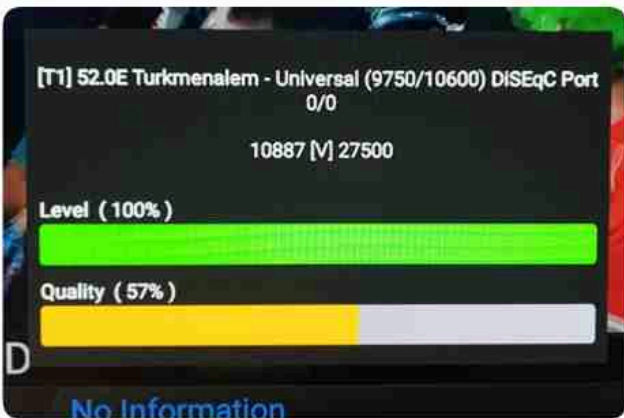 [T1] 52.0E Turkmenalem - Universal (9750/10600) DiSEqC Port
0/0
10887 [V] 27500
Level ( 100% )
Quality ( 57% )
D
No Information